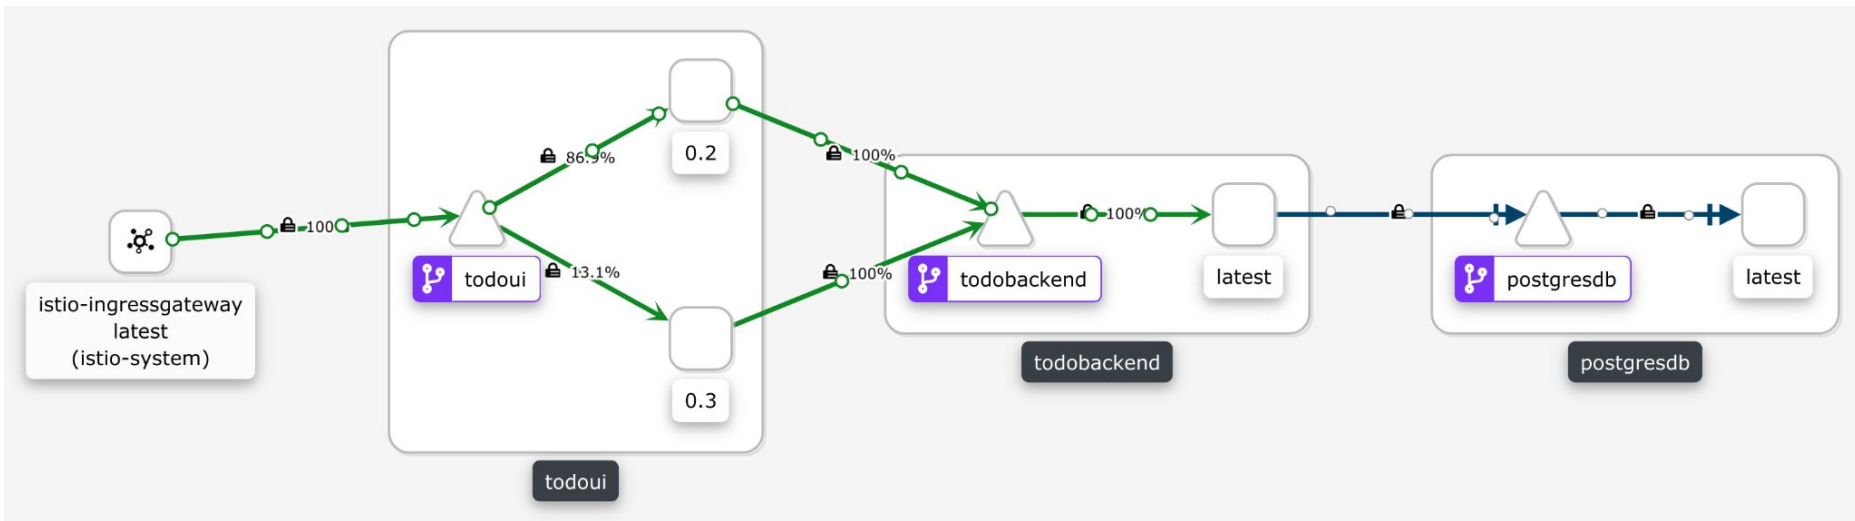 istio-ingressgateway
latest
(istio-system)
100
todoui
86.9%
13.1%
0.2
0.3
todoui
100%
100%
todobackend
100%
latest
todobackend
postgresdb
latest
postgresdb